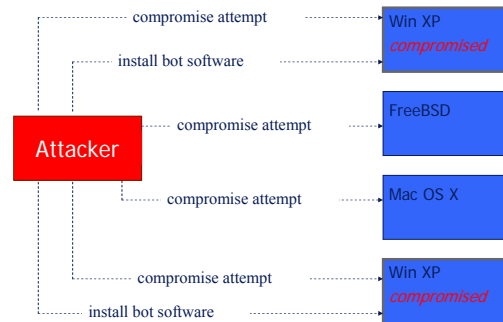 compromise attempt
Win XP
compromised
install bot software
compromise attempt
FreeBSD
Attacker
compromise attempt
Mac OS X
compromise attempt
Win XP
compromised
install bot software